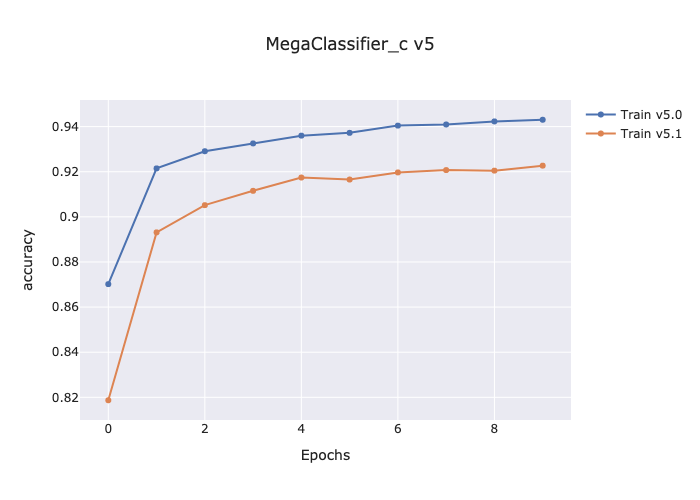 MegaClassifier_c v5
Train v5.0
Train v5.1
0.94
0.92
0.9
0.88
0.86
0.84
0.82
accuracy
0 2 4 6 8
Epochs